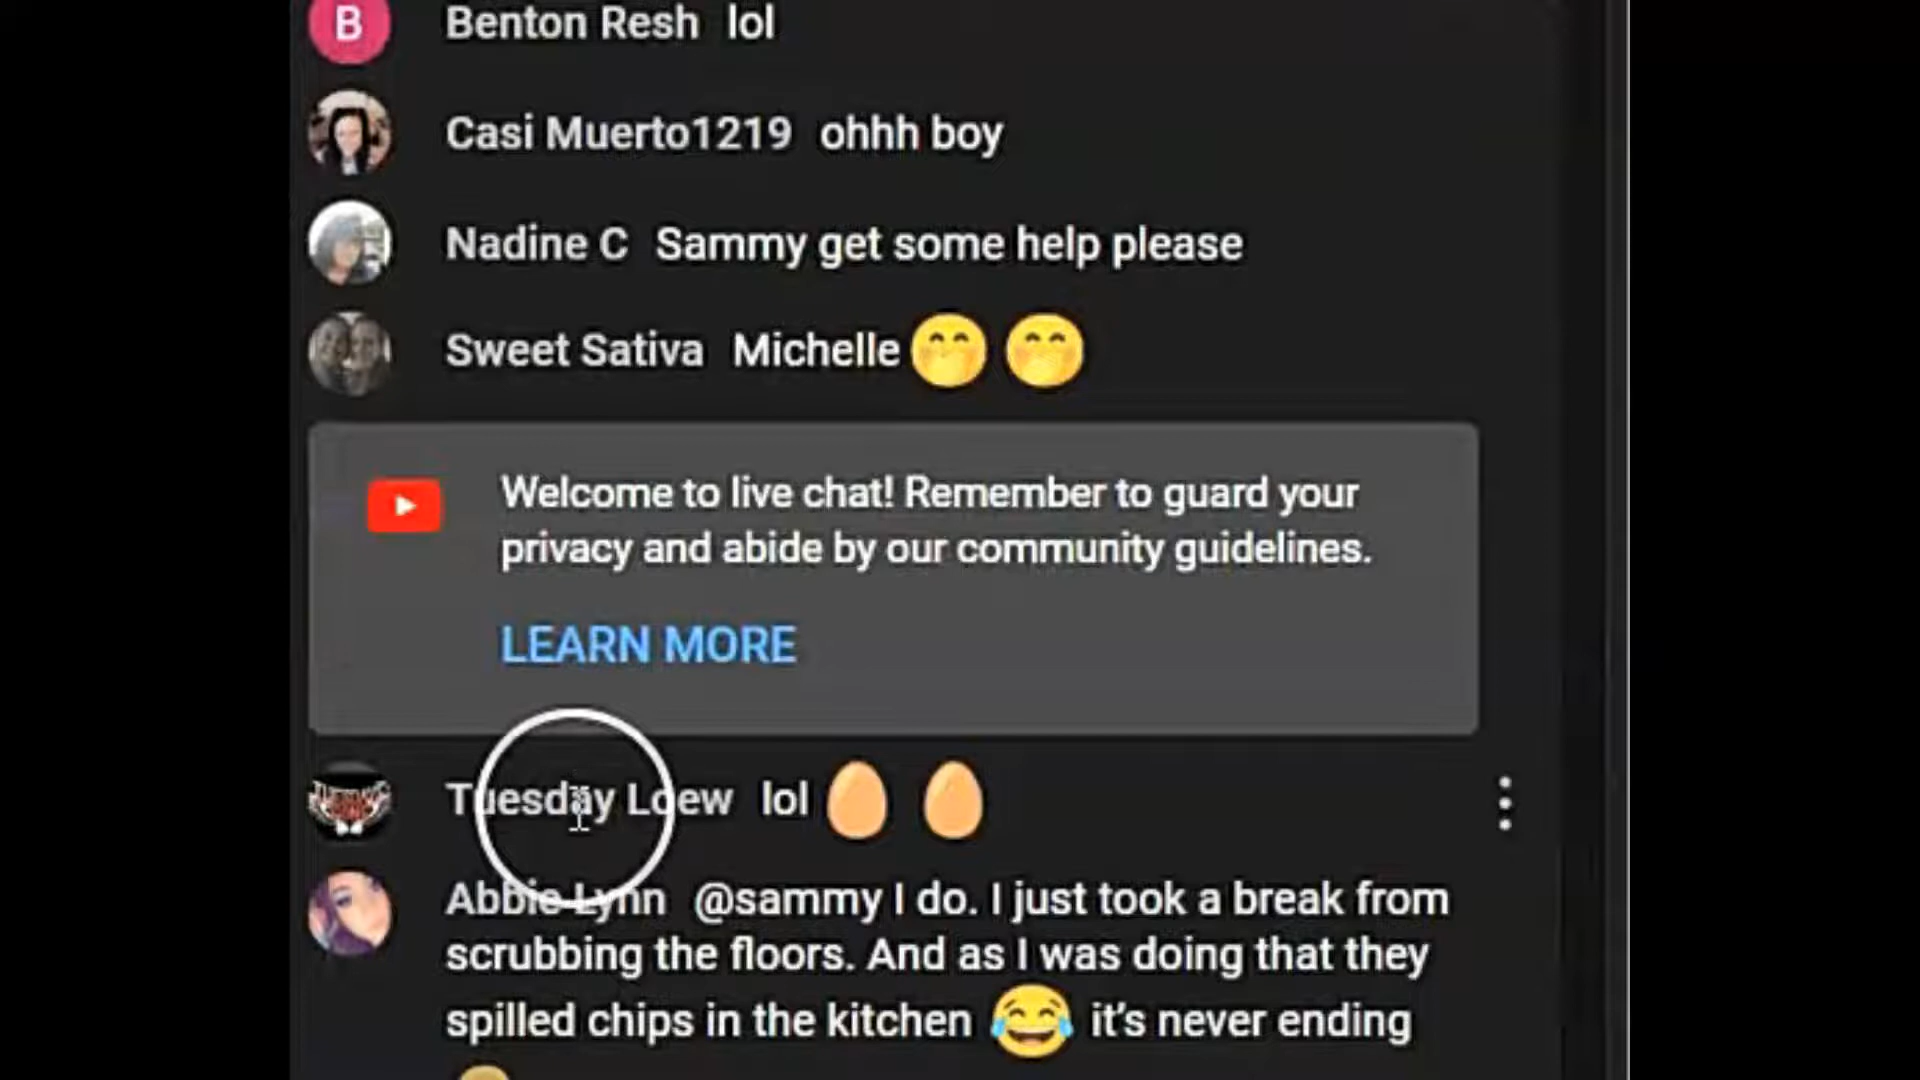 B Benton Resh lol
Casi Muerto1219 ohhh boy
Nadine C Sammy get some help please
Sweet Sativa Michelle 🤭 🤭
Welcome to live chat! Remember to guard your
privacy and abide by our community guidelines.
LEARN MORE
Tuesday Loew lol 🥚 🥚
Abbie Lynn @sammy I do. I just took a break from
scrubbing the floors. And as I was doing that they
spilled chips in the kitchen 😂 it's never ending